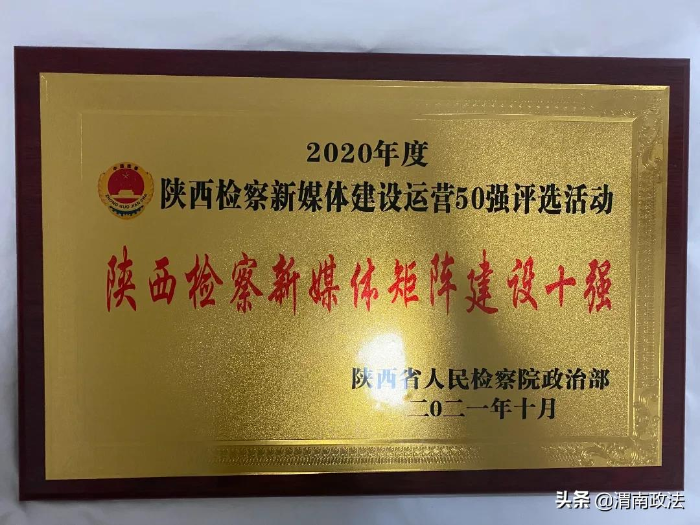 2020年度
陕西检察新媒体建设运营50强评选活动
陕西检察新媒体矩阵建设十强
陕西省人民检察院政治部
二〇二一年十月
头条 @渭南政法